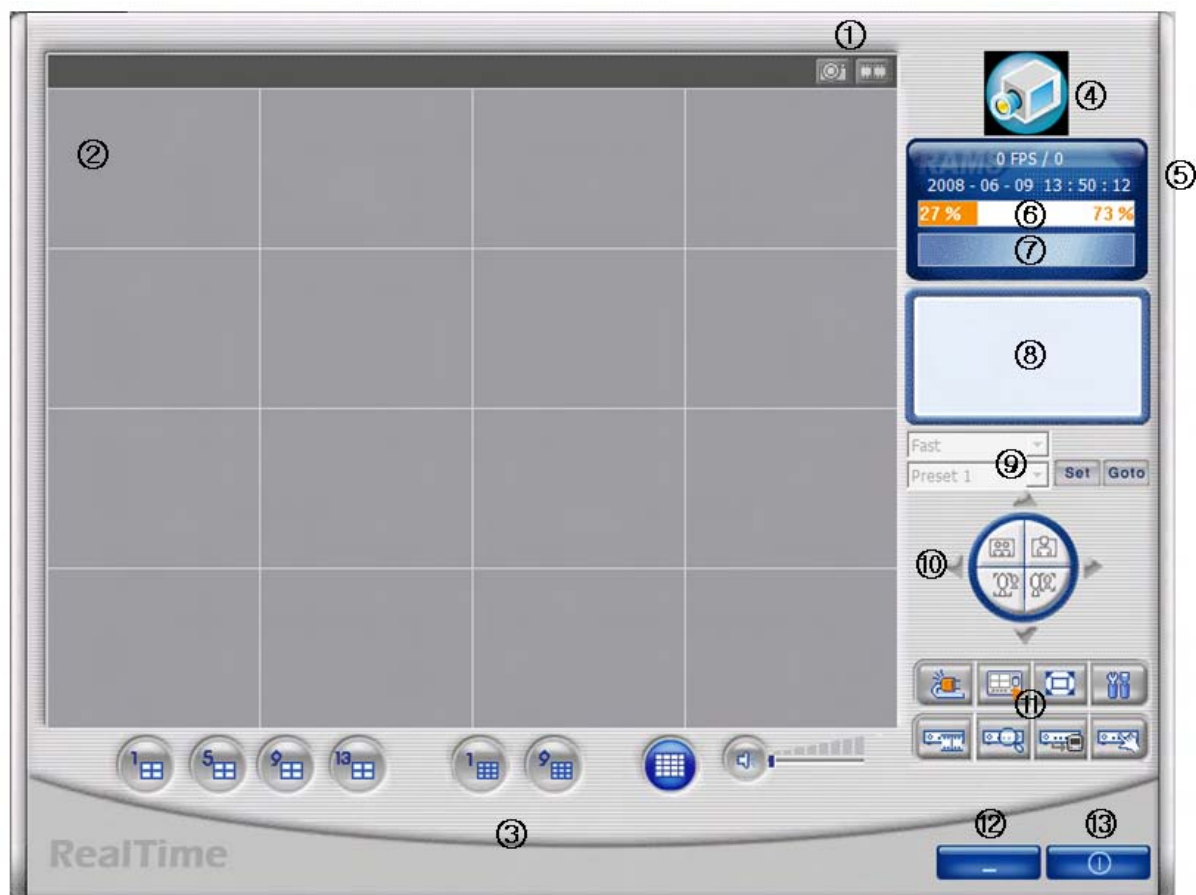 ①
④
②
RAMS
0 FPS / 0
⑤
2008 - 06 - 09 13 : 50 : 12
27 % ⑥ 73 %
⑦
⑧
Fast
⑨
Preset 1 Set Goto
⑩
⑪
1 5 9 13 1 9
③
⑫ ⑬
RealTime